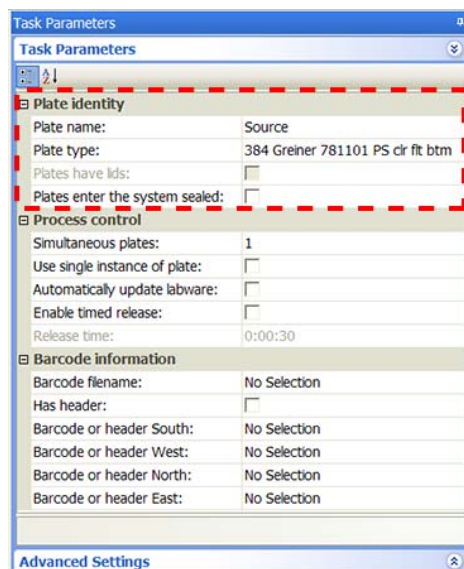 Task Parameters
Task Parameters
Plate identity
Plate name: Source
Plate type: 384 Greiner 781101 PS clr flt btm
Plates have lids:
Plates enter the system sealed:
Process control
Simultaneous plates: 1
Use single instance of plate:
Automatically update labware:
Enable timed release:
Release time: 0:00:30
Barcode information
Barcode filename: No Selection
Has header:
Barcode or header South: No Selection
Barcode or header West: No Selection
Barcode or header North: No Selection
Barcode or header East: No Selection
Advanced Settings